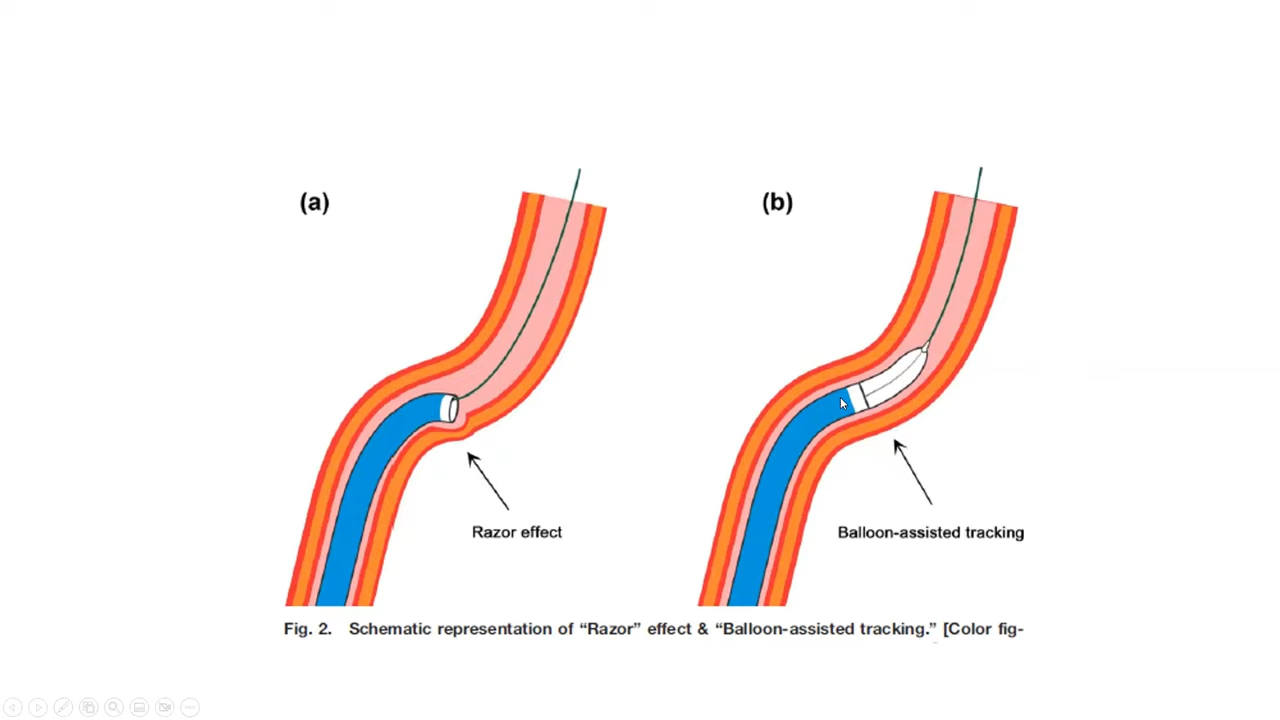 (a)
(b)
Razor effect
Balloon-assisted tracking
Fig. 2. Schematic representation of “Razor” effect & “Balloon-assisted tracking.” [Color fig-